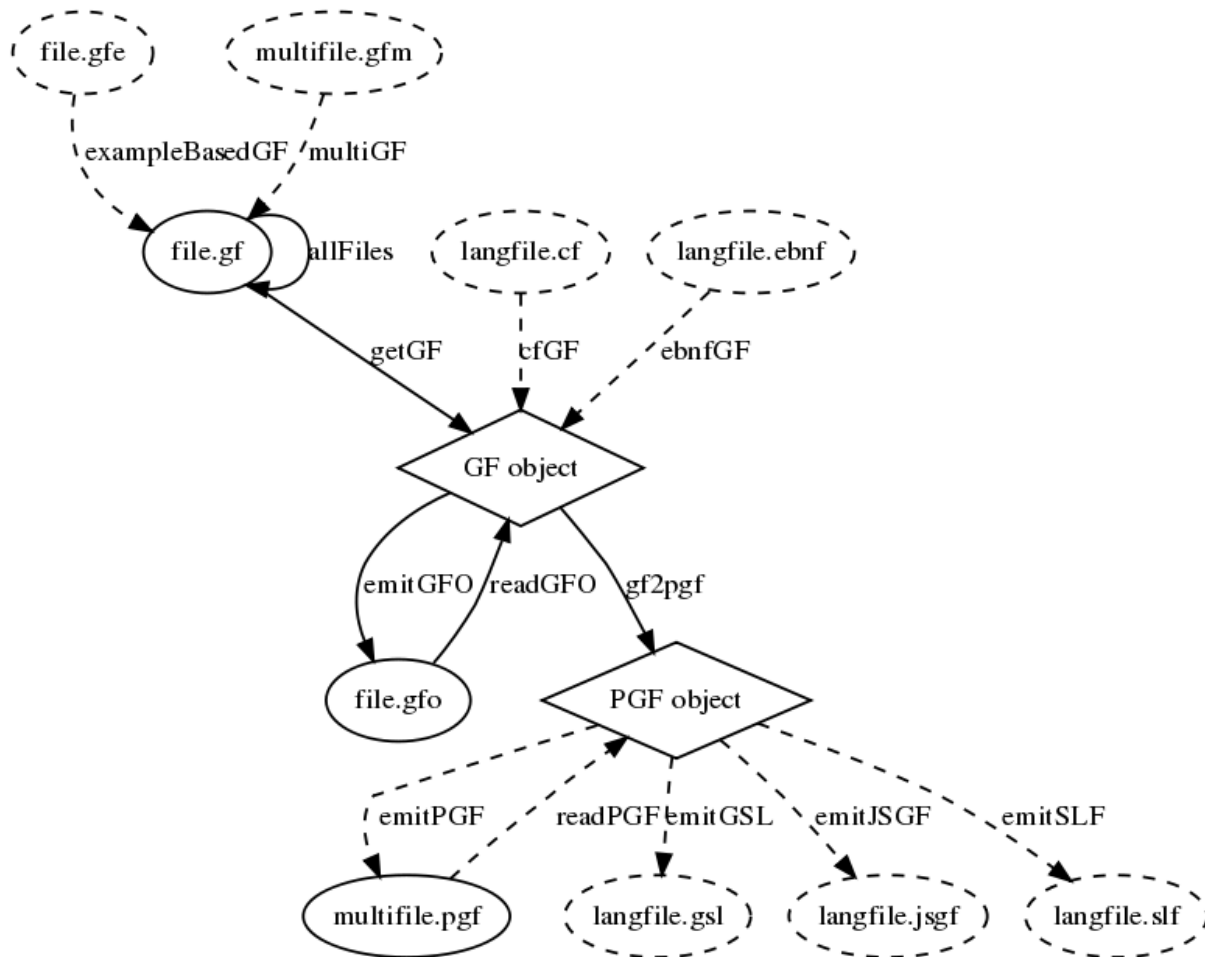 file.gfe
multifile.gfm
exampleBasedGF
multiGF
file.gf
allFiles
langfile.cf
langfile.ebnf
getGF
cfGF
ebnfGF
GF object
emitGFO
readGFO
gf2pgf
file.gfo
PGF object
emitPGF
readPGF
emitGSL
emitJSGF
emitSLF
multifile.pgf
langfile.gsl
langfile.jsgf
langfile.slf